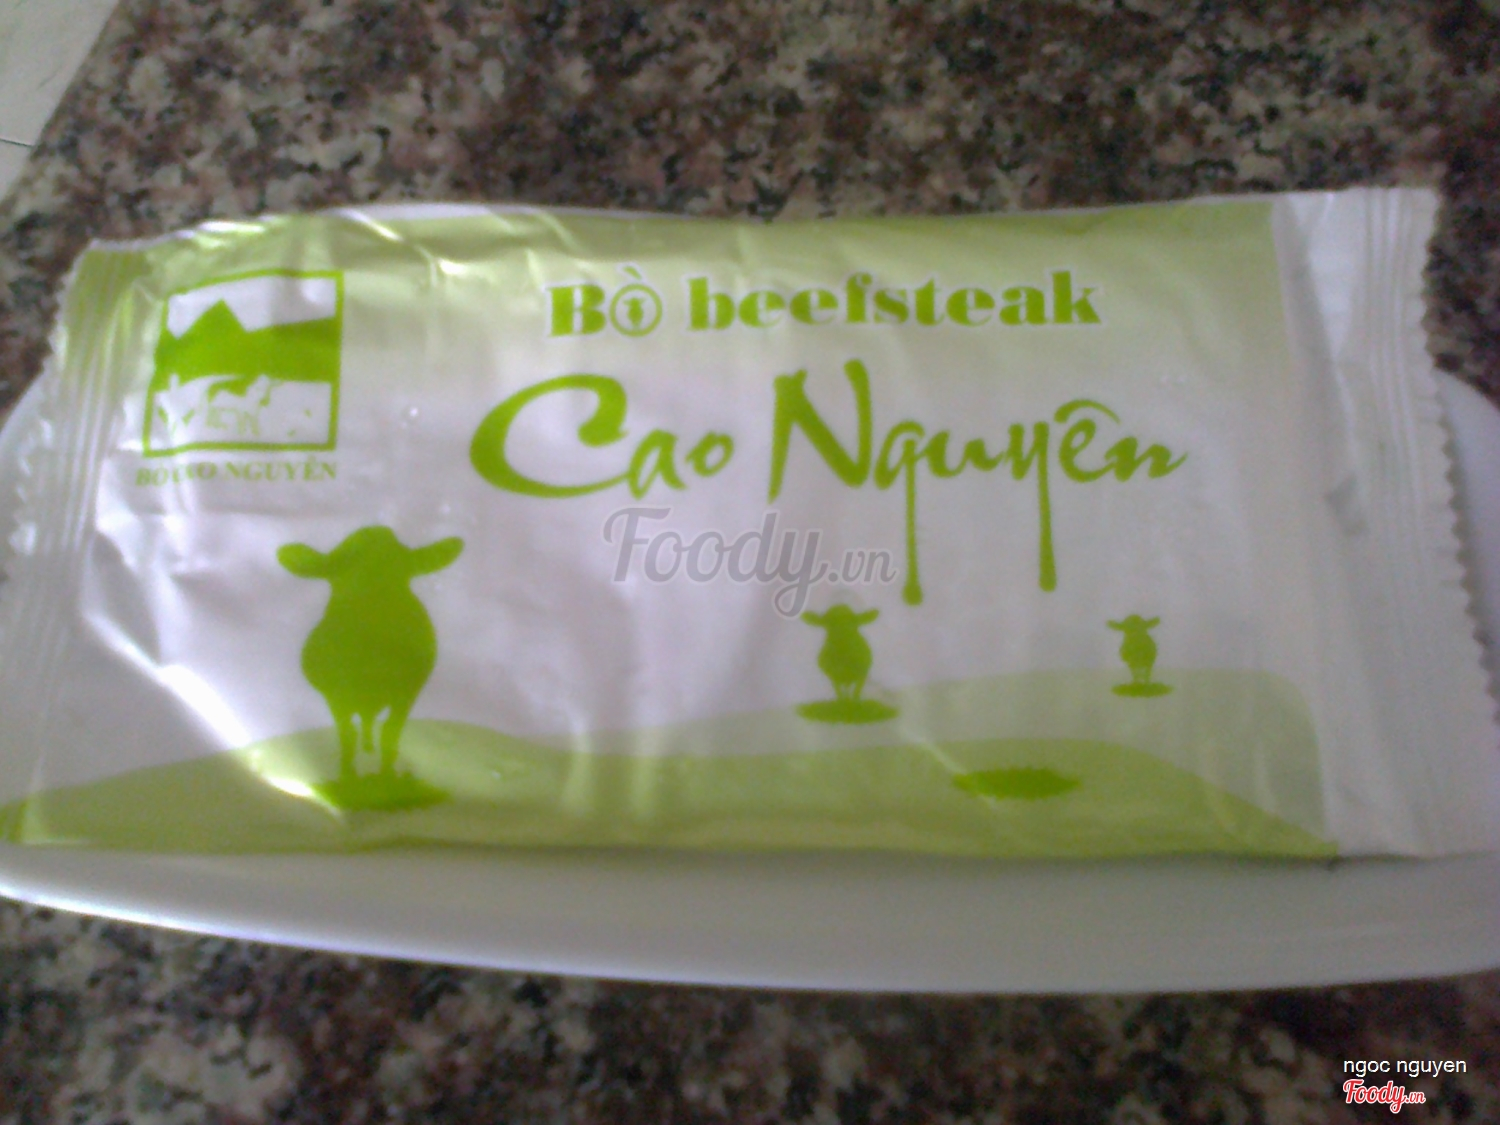 Bò beefsteak
Cao Nguyên
BÒ CAO NGUYÊN
Foody.vn
ngoc nguyen
Foody.vn